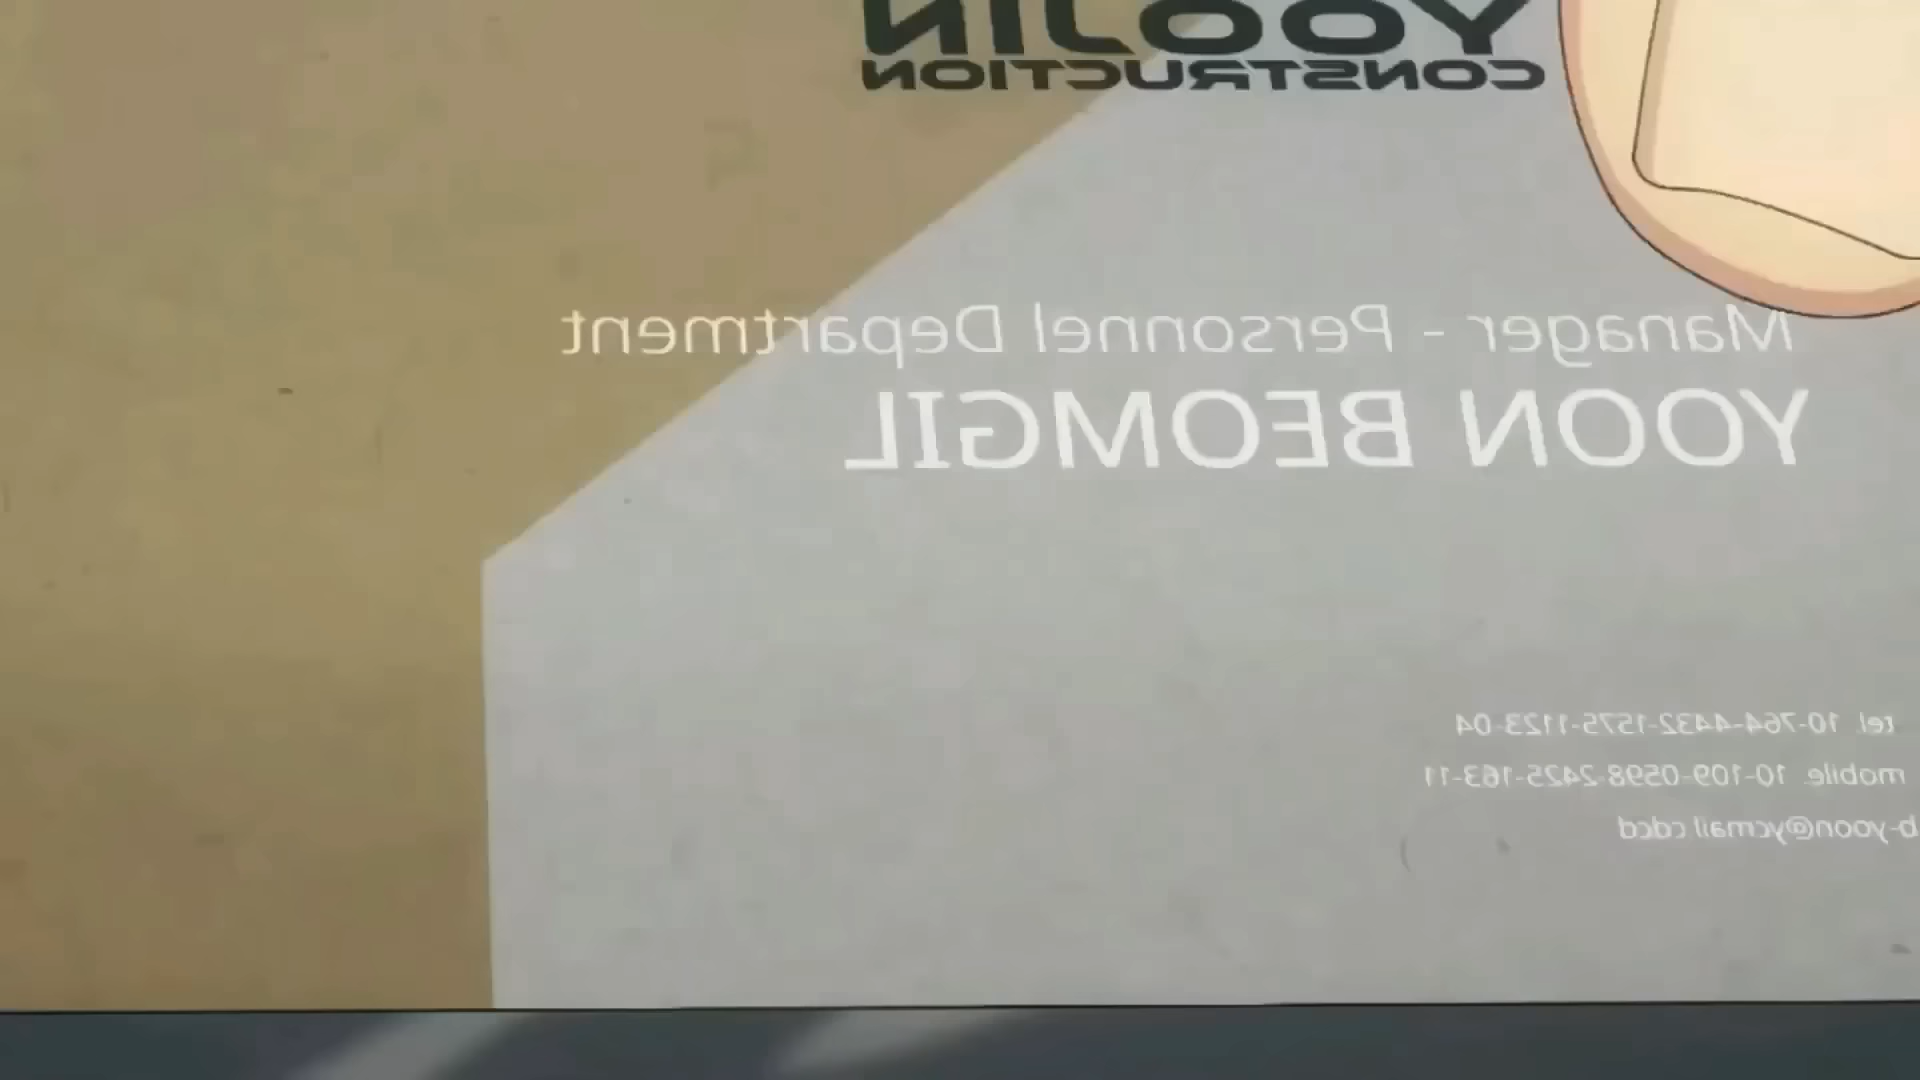 YOOJIN
CONSTRUCTION
Manager - Personnel Department
YOON BEOMGIL
tel. 10-764-4432-1575-1123-04
mobile. 10-109-0598-2425-163-11
b-yoon@ycmail cdcd